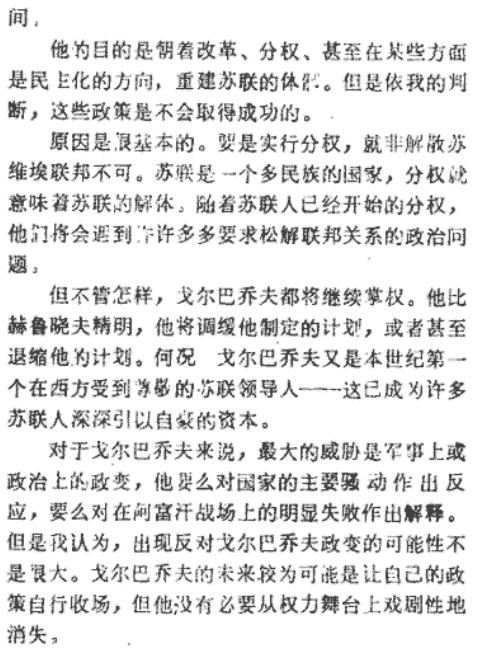 间。
他的目的是朝着改革、分权、甚至在某些方面
是民主化的方向，重建苏联的体制。但是依我的判
断，这些政策是不会取得成功的。
原因是很基本的。要是实行分权，就非解散苏
维埃联邦不可。苏联是一个多民族的国家，分权就
意味着苏联的解体。随着苏联人已经开始的分权，
他们将会遇到许许多多要求松解联邦关系的政治问
题。
但不管怎样，戈尔巴乔夫都将继续掌权。他比
赫鲁晓夫精明，他将调缓他制定的计划，或者甚至
退缩他的计划。何况 戈尔巴乔夫又是本世纪第一
个在西方受到尊敬的苏联领导人——这已成为许多
苏联人深深引以自豪的资本。
对于戈尔巴乔夫来说，最大的威胁是军事上或
政治上的政变，他要么对国家的主要骚动作出反
应，要么对在阿富汗战场上的明显失败作出解释。
但是我认为，出现反对戈尔巴乔夫政变的可能性不
是很大。戈尔巴乔夫的未来较为可能是让自己的政
策自行收场，但他没有必要从权力舞台上戏剧性地
消失。